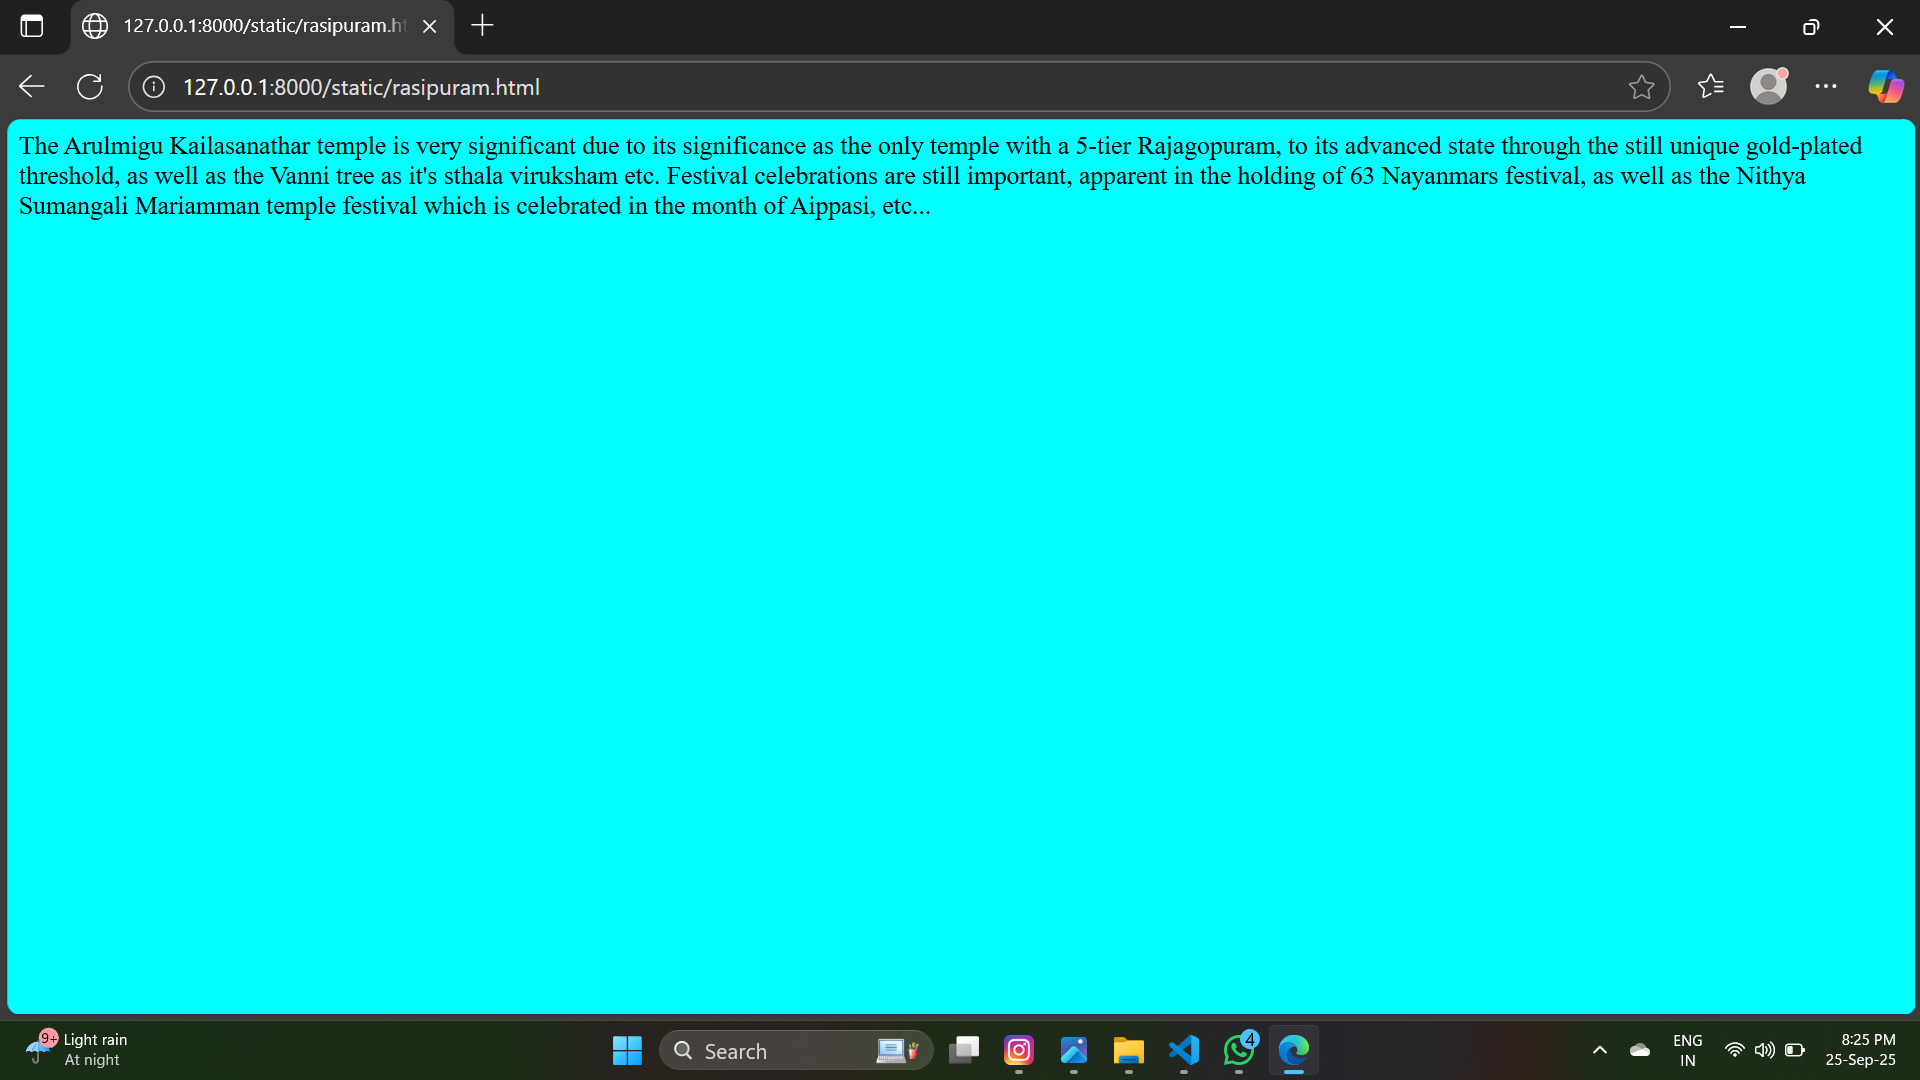 127.0.0.1:8000/static/rasipuram.ht
127.0.0.1:8000/static/rasipuram.html
The Arulmigu Kailasanathar temple is very significant due to its significance as the only temple with a 5-tier Rajagopuram, to its advanced state through the still unique gold-plated
threshold, as well as the Vanni tree as it's sthala viruksham etc. Festival celebrations are still important, apparent in the holding of 63 Nayanmars festival, as well as the Nithya
Sumangali Mariamman temple festival which is celebrated in the month of Aippasi, etc...
9+
Light rain
At night
Search
4
ENG
IN
8:25 PM
25-Sep-25